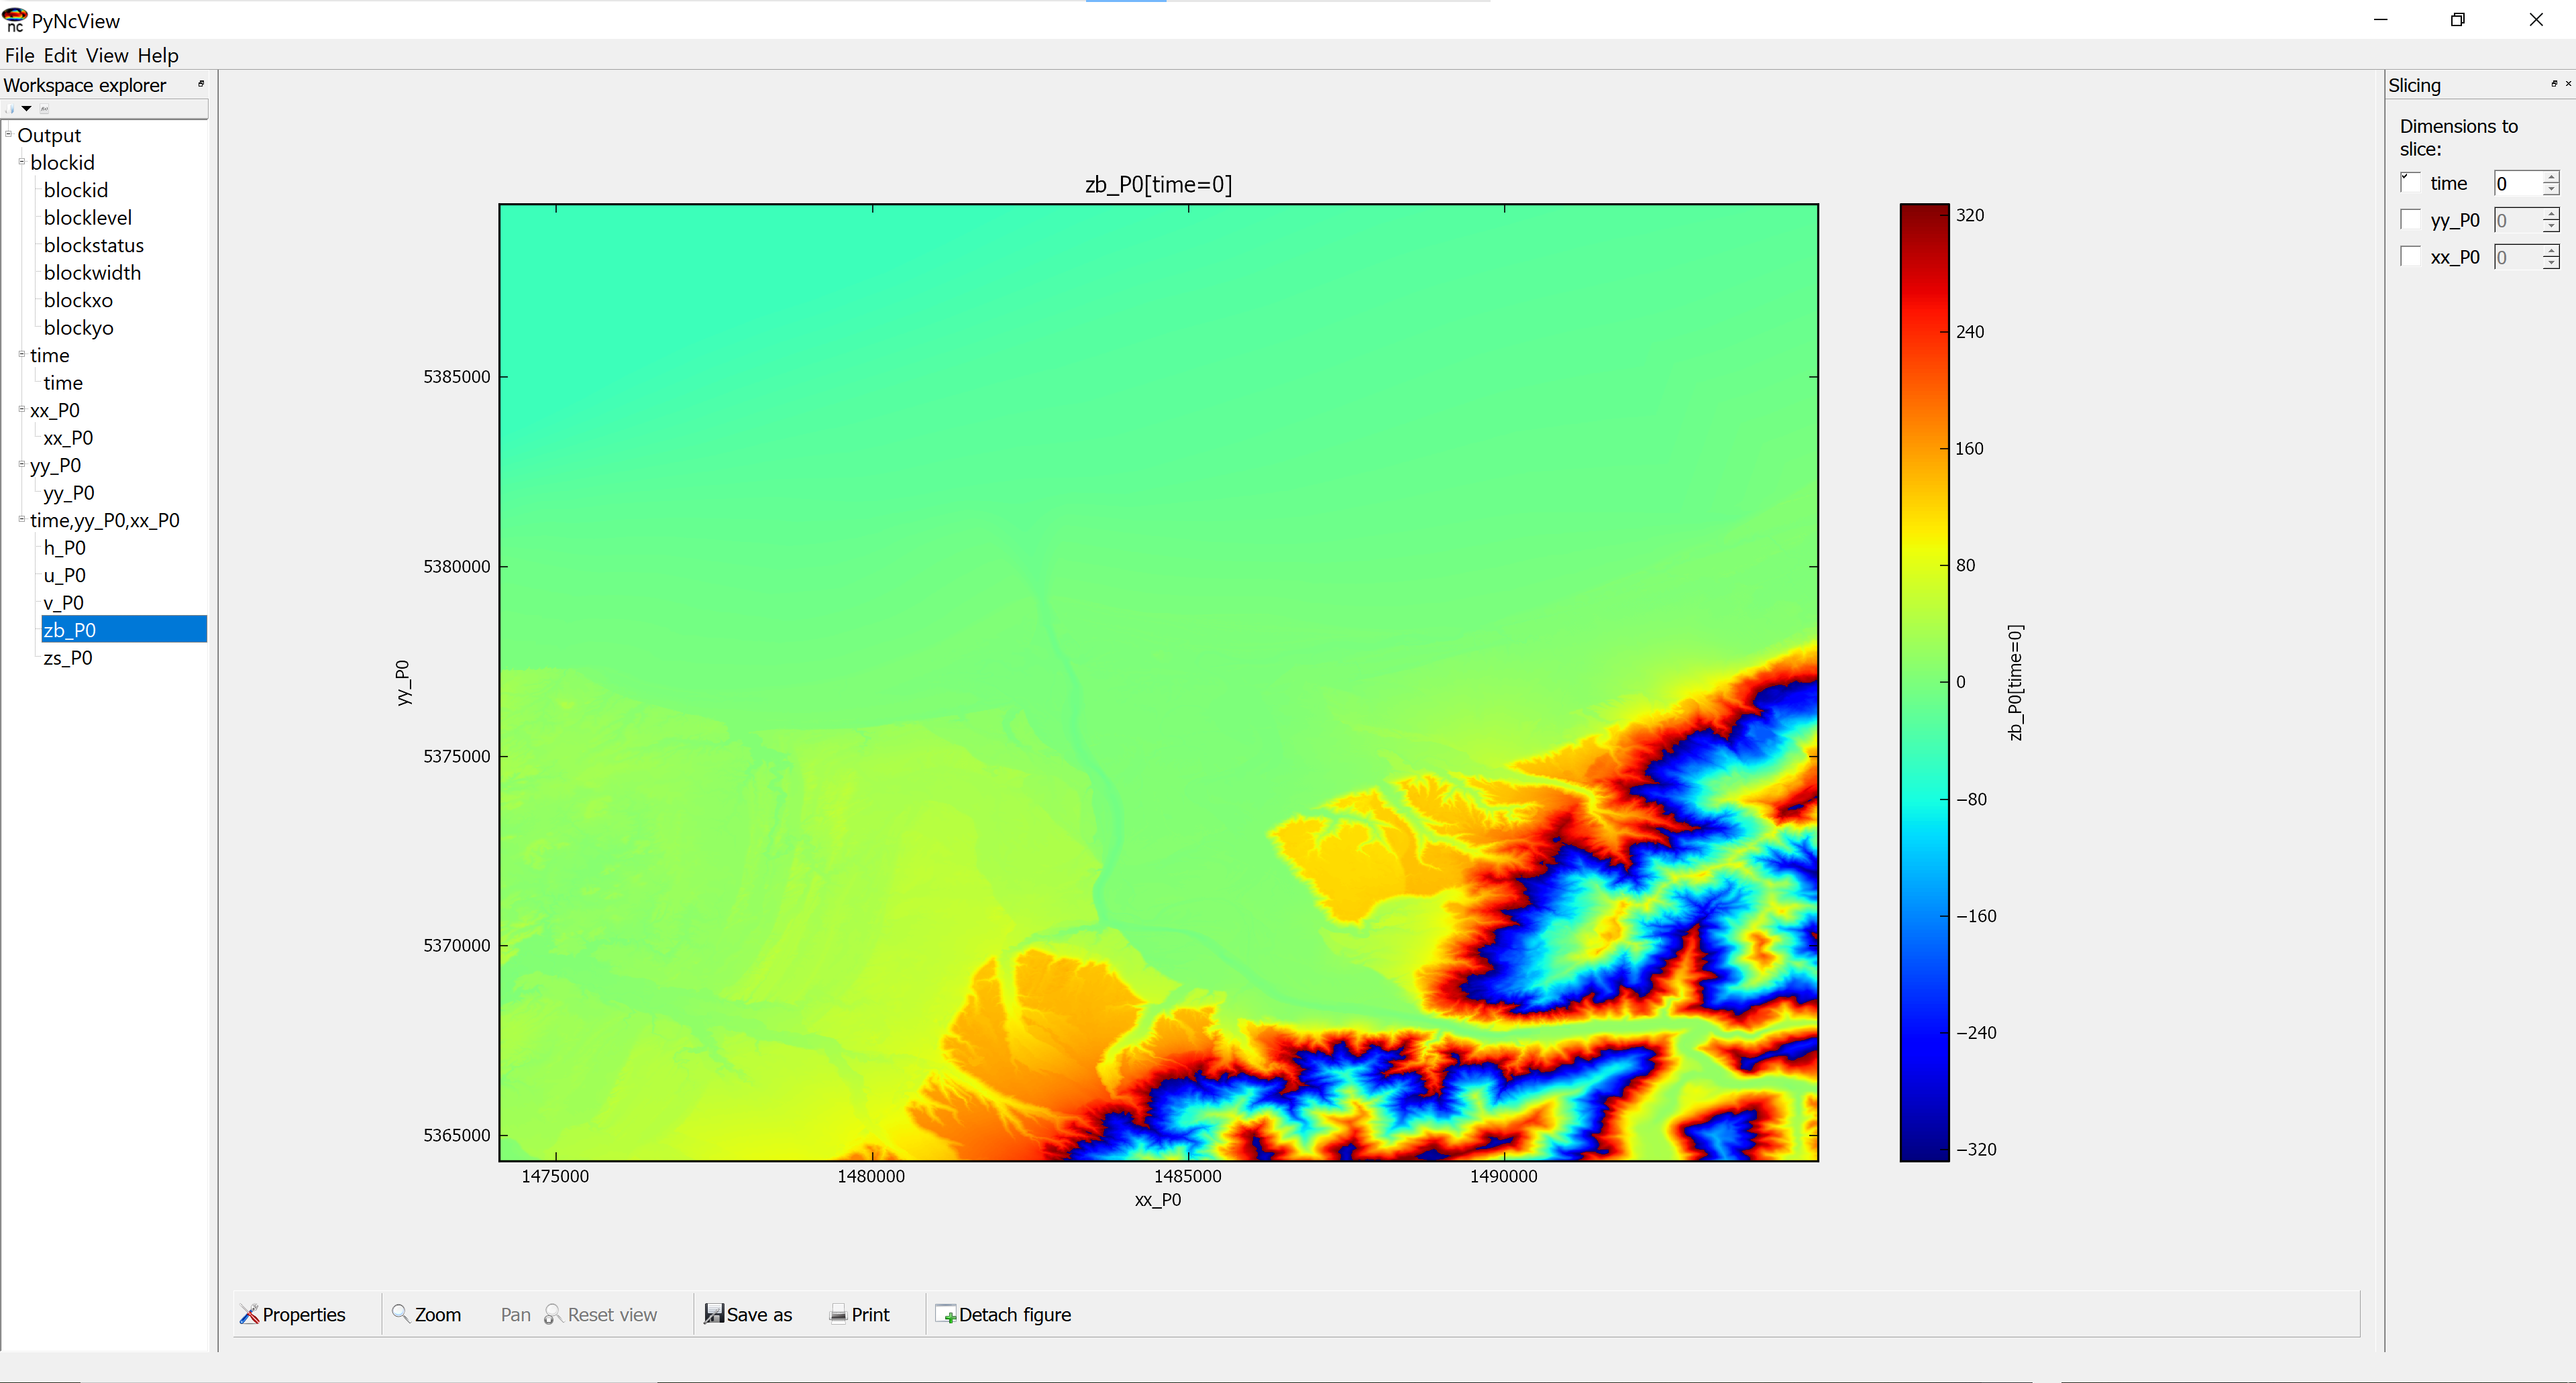 nc PyNcView
File Edit View Help
Workspace explorer
Output
blockid
blockid
blocklevel
blockstatus
blockwidth
blockxo
blockyo
time
time
xx_P0
xx_P0
yy_P0
yy_P0
time,yy_P0,xx_P0
h_P0
u_P0
v_P0
zb_P0
zs_P0
zb_P0[time=0]
5385000
5380000
5375000
5370000
5365000
yy_P0
1475000 1480000 1485000 1490000
xx_P0
320
240
160
80
0
−80
−160
−240
−320
zb_P0[time=0]
Properties Zoom Pan Reset view Save as Print Detach figure
Slicing
Dimensions to
slice:
time 0
yy_P0 0
xx_P0 0